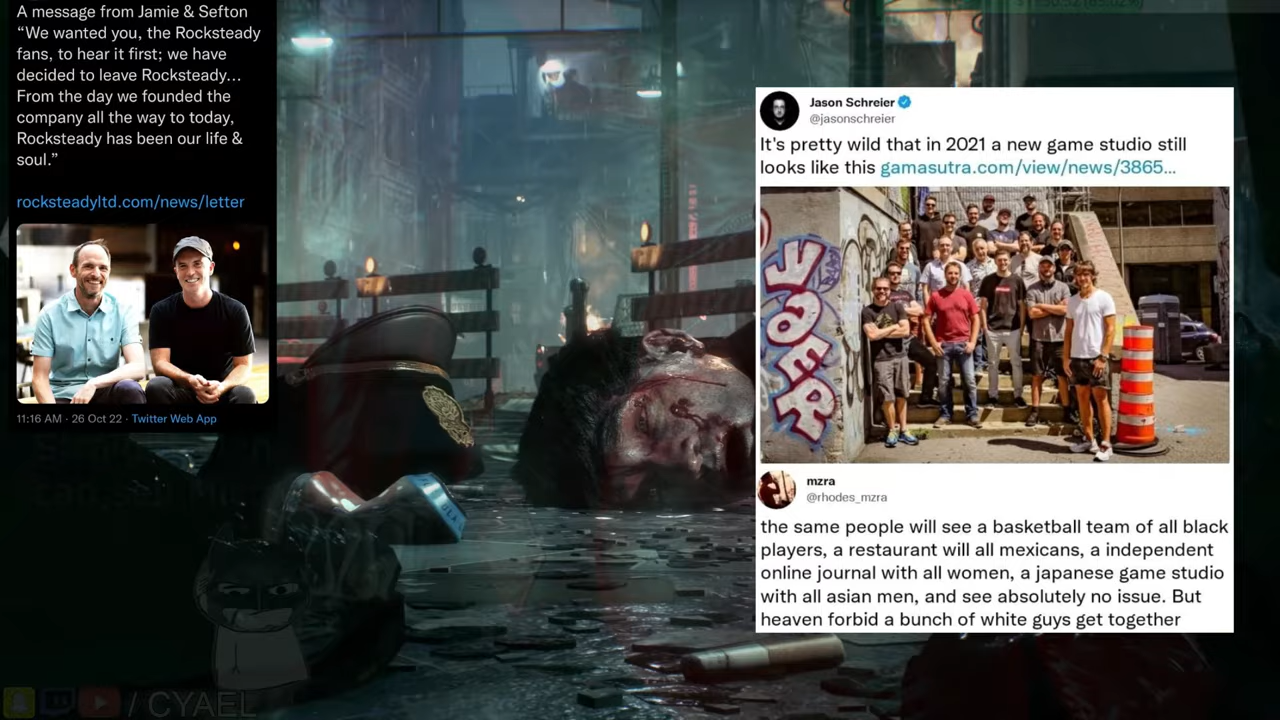 A message from Jamie & Sefton
“We wanted you, the Rocksteady
fans, to hear it first; we have
decided to leave Rocksteady...
From the day we founded the
company all the way to today,
Rocksteady has been our life &
soul.”
rocksteadyltd.com/news/letter
11:16 AM · 26 Oct 22 · Twitter Web App
Jason Schreier
@jasonschreier
It's pretty wild that in 2021 a new game studio still
looks like this gamasutra.com/view/news/3865...
mzra
@rhodes_mzra
the same people will see a basketball team of all black
players, a restaurant will all mexicans, a independent
online journal with all women, a japanese game studio
with all asian men, and see absolutely no issue. But
heaven forbid a bunch of white guys get together
/ CYAEL